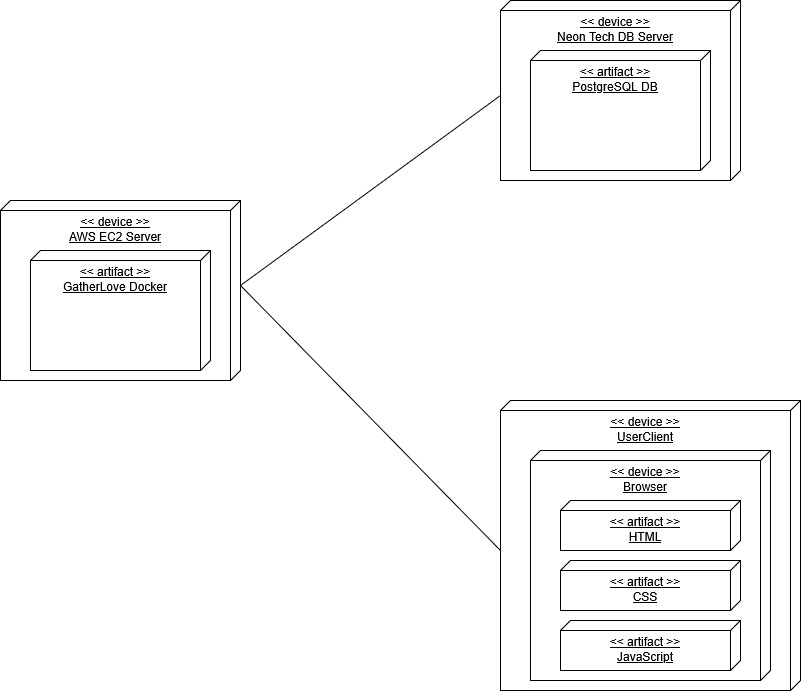 << device >>
Neon Tech DB Server
<< artifact >>
PostgreSQL DB
<< device >>
AWS EC2 Server
<< artifact >>
GatherLove Docker
<< device >>
UserClient
<< device >>
Browser
<< artifact >>
HTML
<< artifact >>
CSS
<< artifact >>
JavaScript